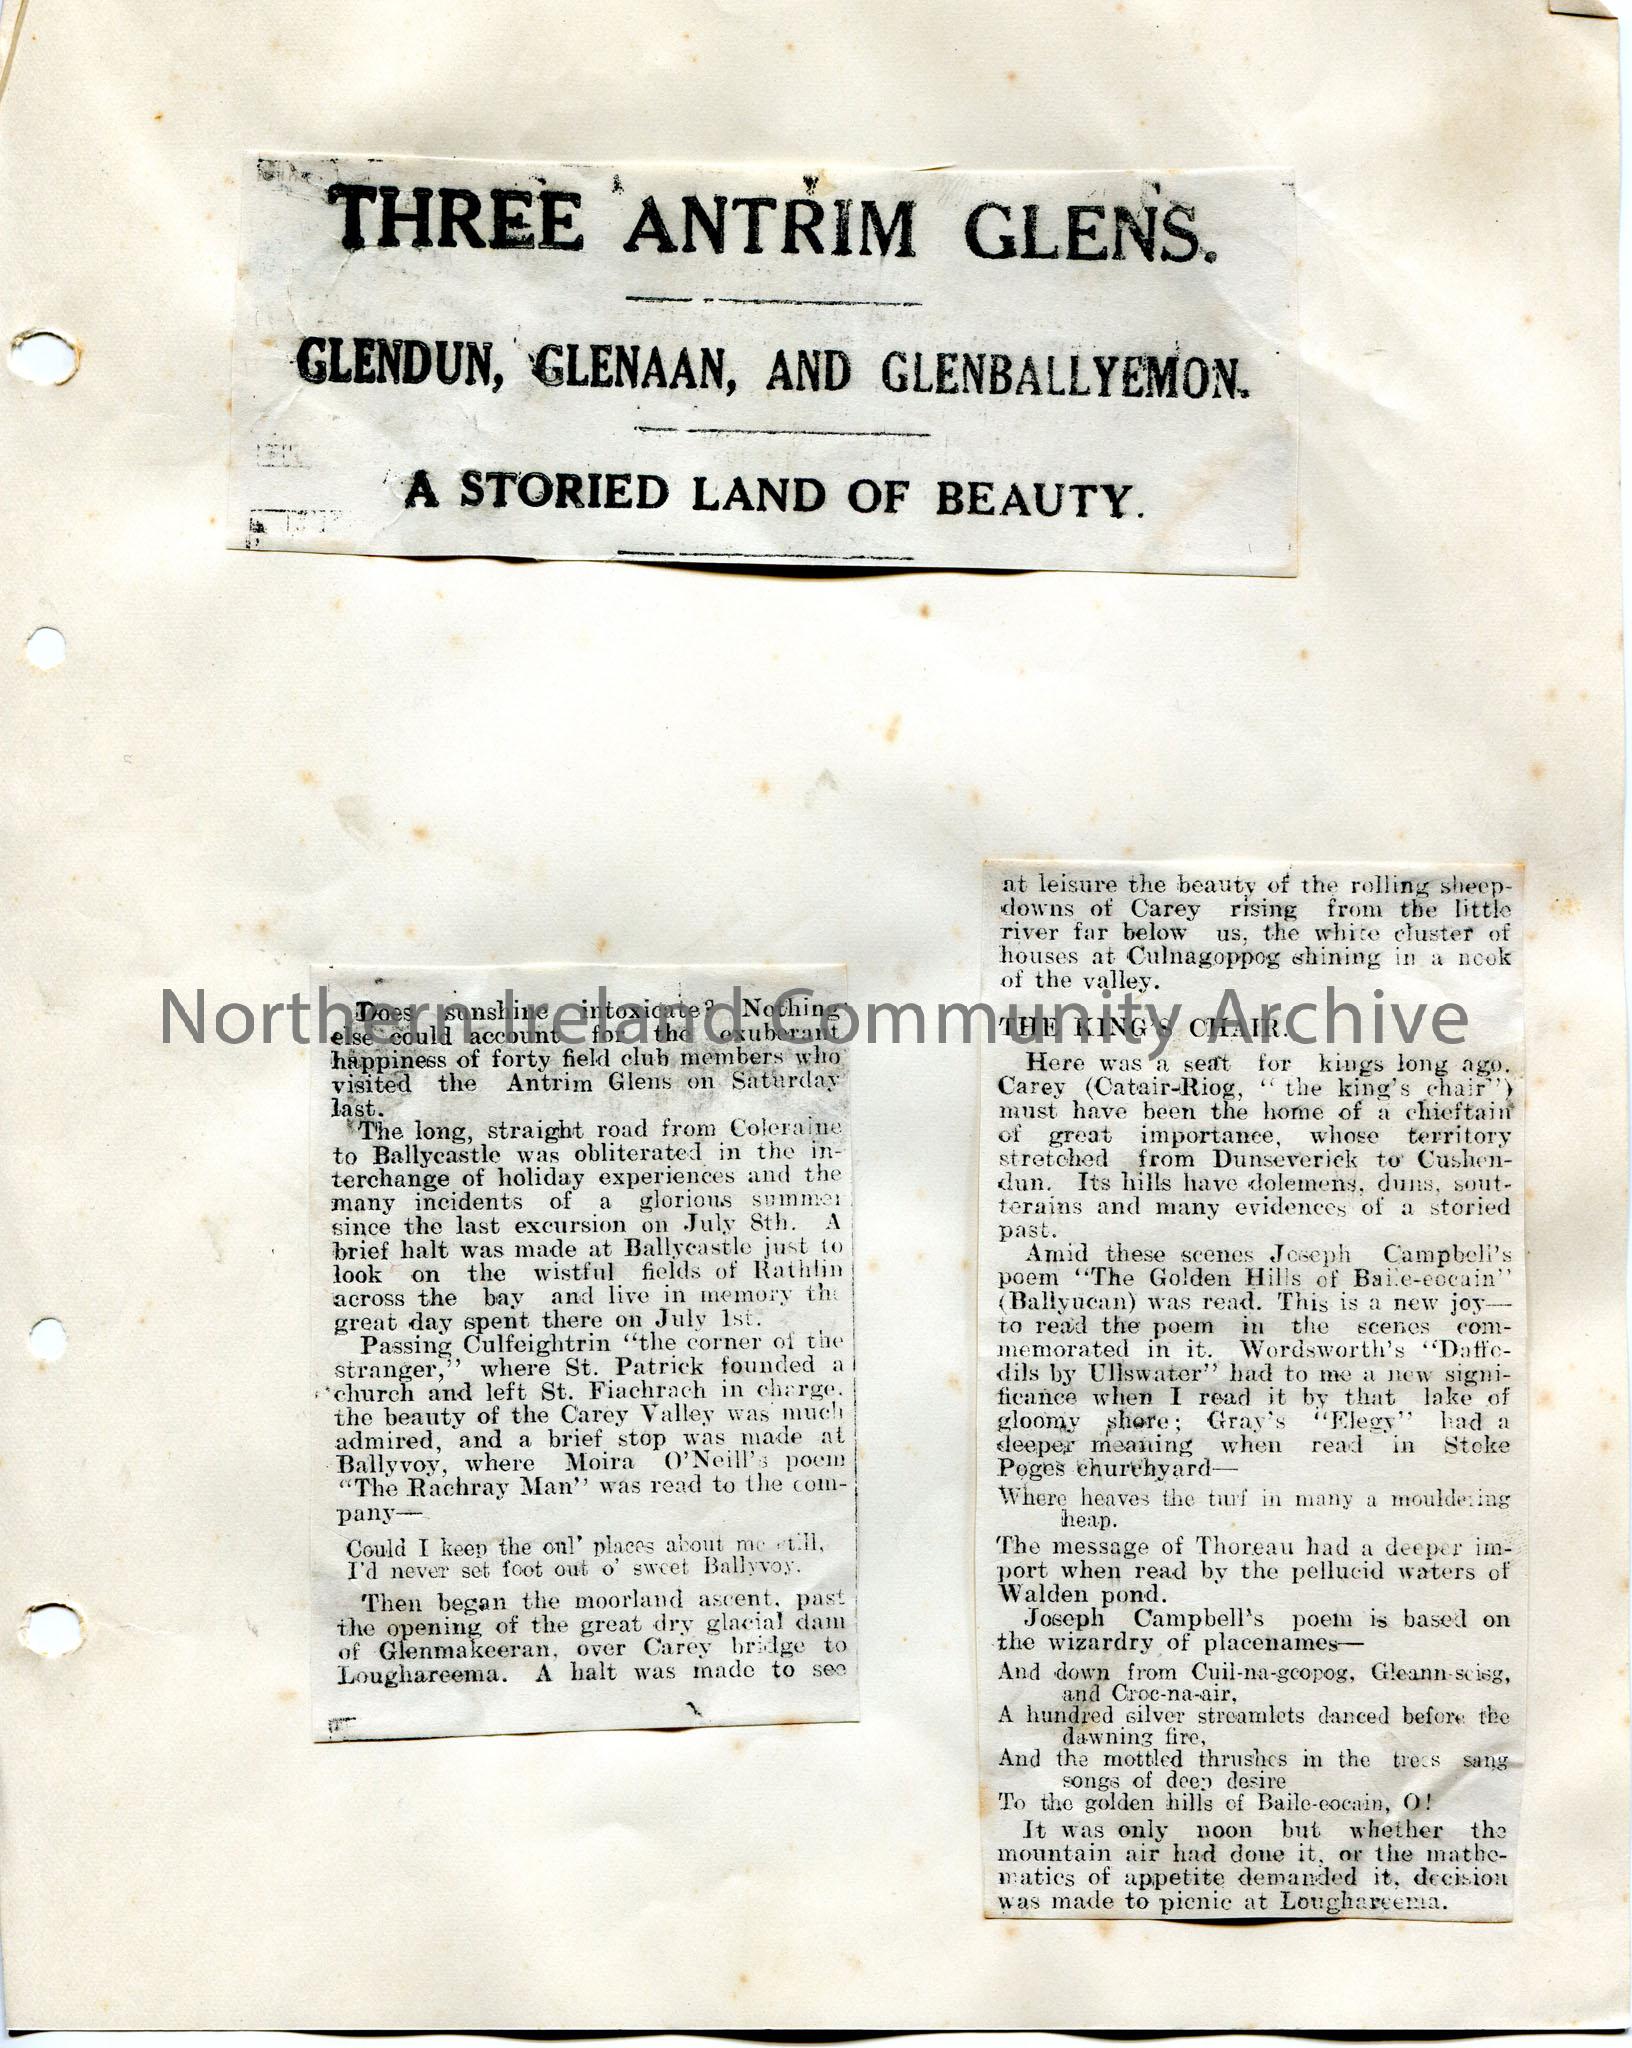 THREE ANTRIM GLENS.
GLENDUN, GLENAAN, AND GLENBALLYEMON.
A STORIED LAND OF BEAUTY.
Does sunshine intoxicate? Nothing
else could account for the exuberant
happiness of forty field club members who
visited the Antrim Glens on Saturday
last.
The long, straight road from Coleraine
to Ballycastle was obliterated in the in-
terchange of holiday experiences and the
many incidents of a glorious summer
since the last excursion on July 8th. A
brief halt was made at Ballycastle just to
look on the wistful fields of Rathlin
across the bay and live in memory the
great day spent there on July 1st.
Passing Culfeightrin "the corner of the
stranger," where St. Patrick founded a
church and left St. Fiachrach in charge.
the beauty of the Carey Valley was much
admired, and a brief stop was made at
Ballyvoy, where Moira O'Neill's poem
"The Rachray Man" was read to the com-
pany—
Could I keep the oul' places about me still,
I'd never set foot out o' sweet Ballyvoy.
Then began the moorland ascent, past
the opening of the great dry glacial dam
of Glenmakeeran, over Carey bridge to
Loughareema. A halt was made to see
at leisure the beauty of the rolling sheep-
downs of Carey rising from the little
river far below us, the white cluster of
houses at Culnagoppog shining in a nook
of the valley.
THE KING'S CHAIR.
Here was a seat for kings long ago.
Carey (Catair-Riog, "the king's chair")
must have been the home of a chieftain
of great importance, whose territory
stretched from Dunseverick to Cushen-
dun. Its hills have dolemens, duns, sout-
terains and many evidences of a storied
past.
Amid these scenes Joseph Campbell's
poem "The Golden Hills of Baile-eocain"
(Ballyucan) was read. This is a new joy—
to read the poem in the scenes com-
memorated in it. Wordsworth's "Daffo-
dils by Ullswater" had to me a new signi-
ficance when I read it by that lake of
gloomy shore; Gray's "Elegy" had a
deeper meaning when read in Stoke
Poges churchyard—
Where heaves the turf in many a mouldering
heap.
The message of Thoreau had a deeper im-
port when read by the pellucid waters of
Walden pond.
Joseph Campbell's poem is based on
the wizardry of placenames—
And down from Cuil-na-geopog, Gleann-sciog,
and Croc-na-air,
A hundred silver streamlets danced before the
dawning fire,
And the mottled thrushes in the trees sang
songs of deep desire
To the golden hills of Baile-eocain, O!
It was only noon but whether the
mountain air had done it, or the mathe-
matics of appetite demanded it, decision
was made to picnic at Loughareema.
Northern Ireland Community Archive